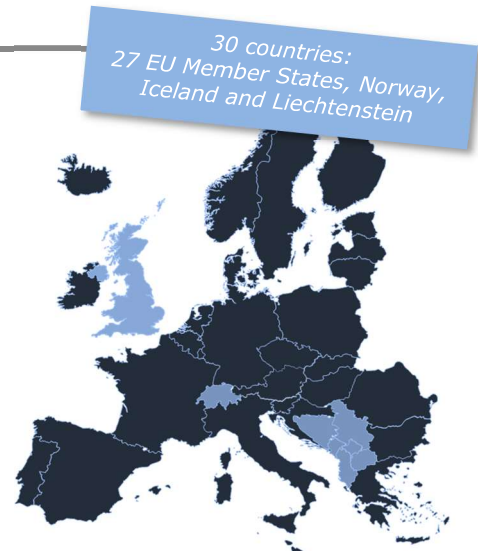 30 countries:
27 EU Member States, Norway,
Iceland and Liechtenstein